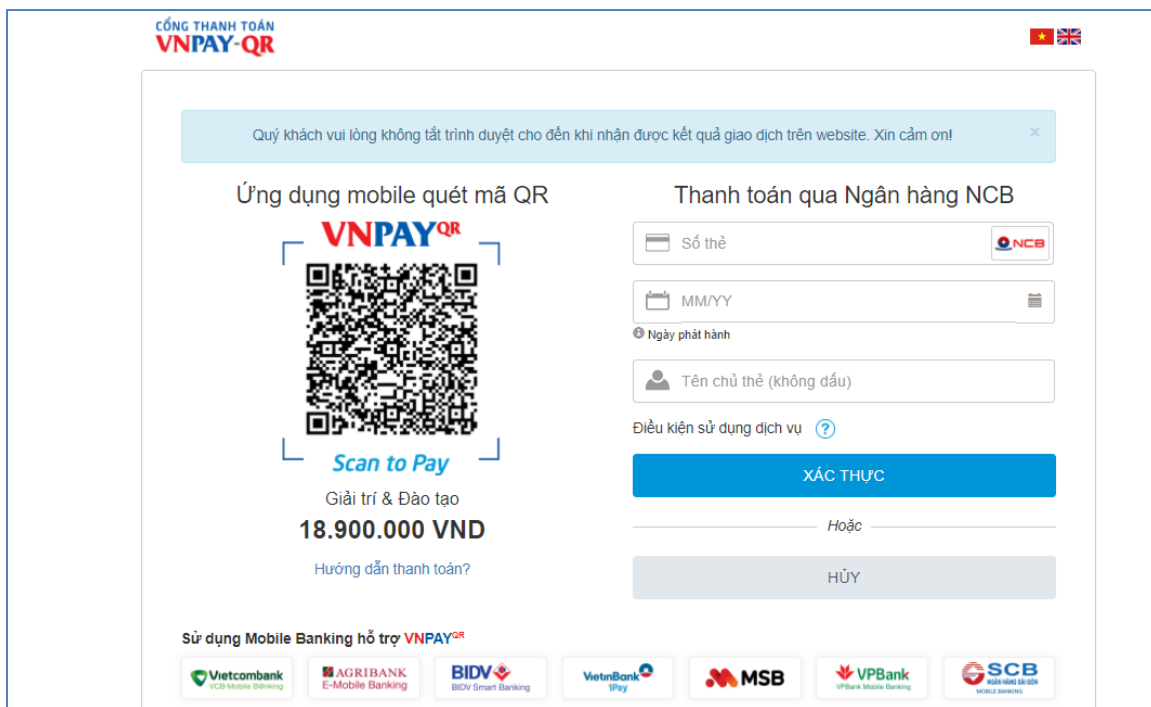 CỔNG THANH TOÁN
VNPAY-QR
Quý khách vui lòng không tắt trình duyệt cho đến khi nhận được kết quả giao dịch trên website. Xin cảm ơn!
×
Ứng dụng mobile quét mã QR
VNPAYQR
Scan to Pay
Giải trí & Đào tạo
18.900.000 VND
Hướng dẫn thanh toán?
Thanh toán qua Ngân hàng NCB
Số thẻ
NCB
MM/YY
Ngày phát hành
Tên chủ thẻ (không dấu)
Điều kiện sử dụng dịch vụ ?
XÁC THỰC
Hoặc
HỦY
Sử dụng Mobile Banking hỗ trợ VNPAYQR
Vietcombank
VCB-Mobile B@nking
AGRIBANK
E-Mobile Banking
BIDV
BIDV Smart Banking
VietinBank
iPay
MSB
VPBank
VPBank Mobile Banking
SCB
NGÂN HÀNG SÀI GÒN
MOBILE BANKING